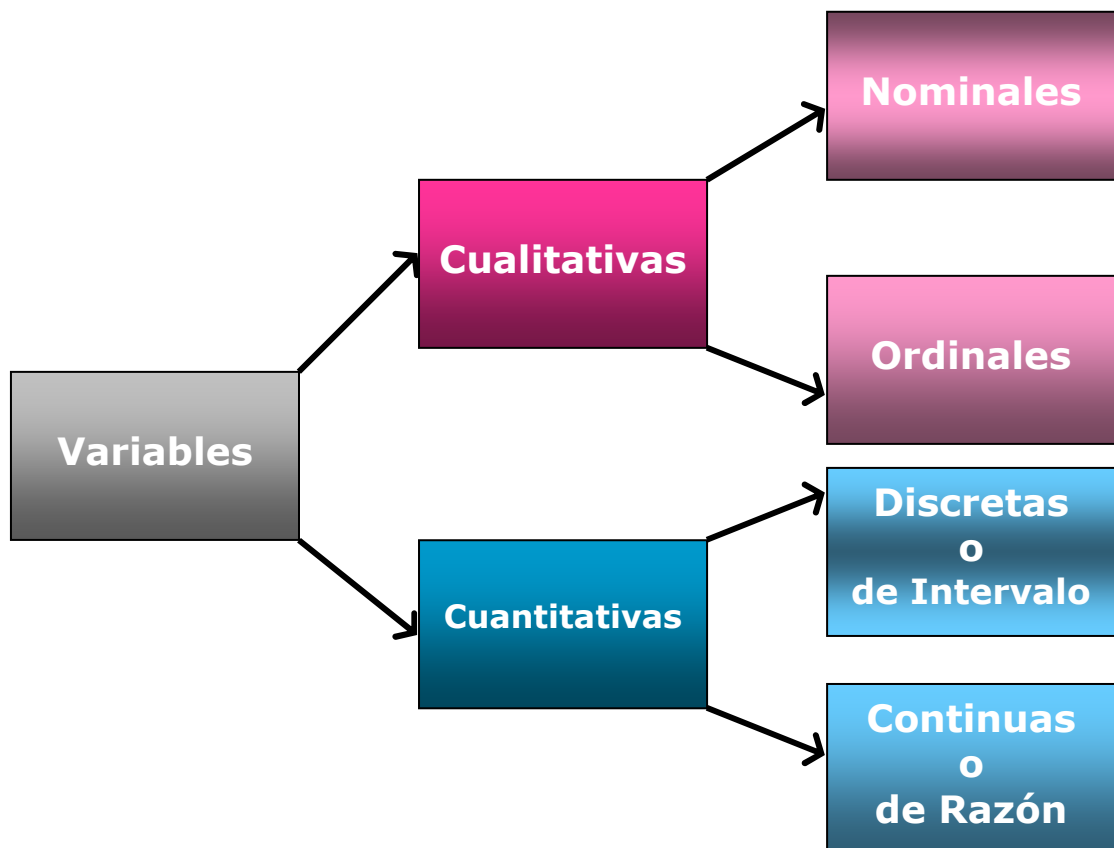 Nominales
Cualitativas
Ordinales
Variables
Discretas
o
de Intervalo
Cuantitativas
Continuas
o
de Razón